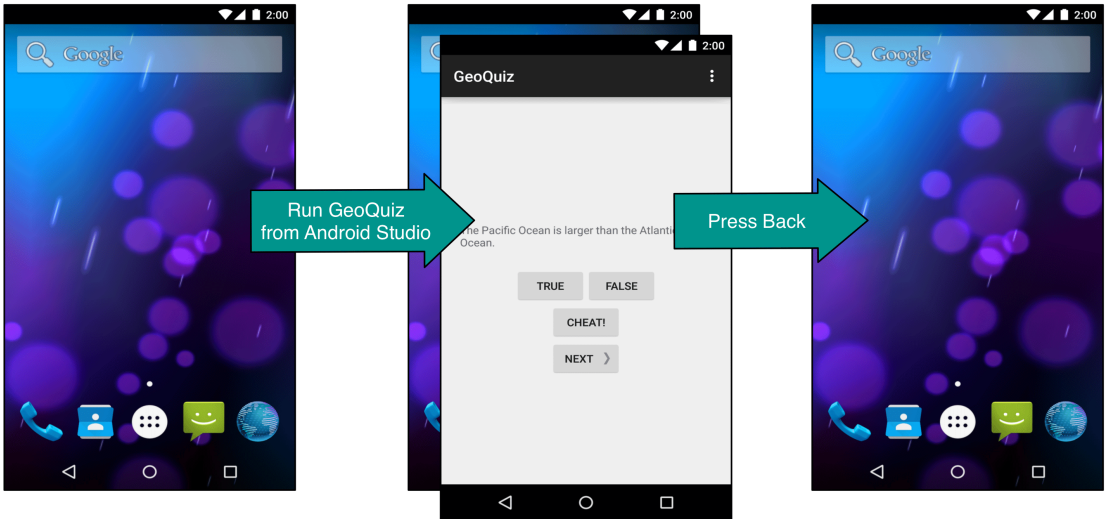 2:00
Google
Run GeoQuiz
from Android Studio
2:00
2:00
GeoQuiz
The Pacific Ocean is larger than the Atlantic
Ocean.
TRUE
FALSE
CHEAT!
NEXT
Press Back
2:00
Google